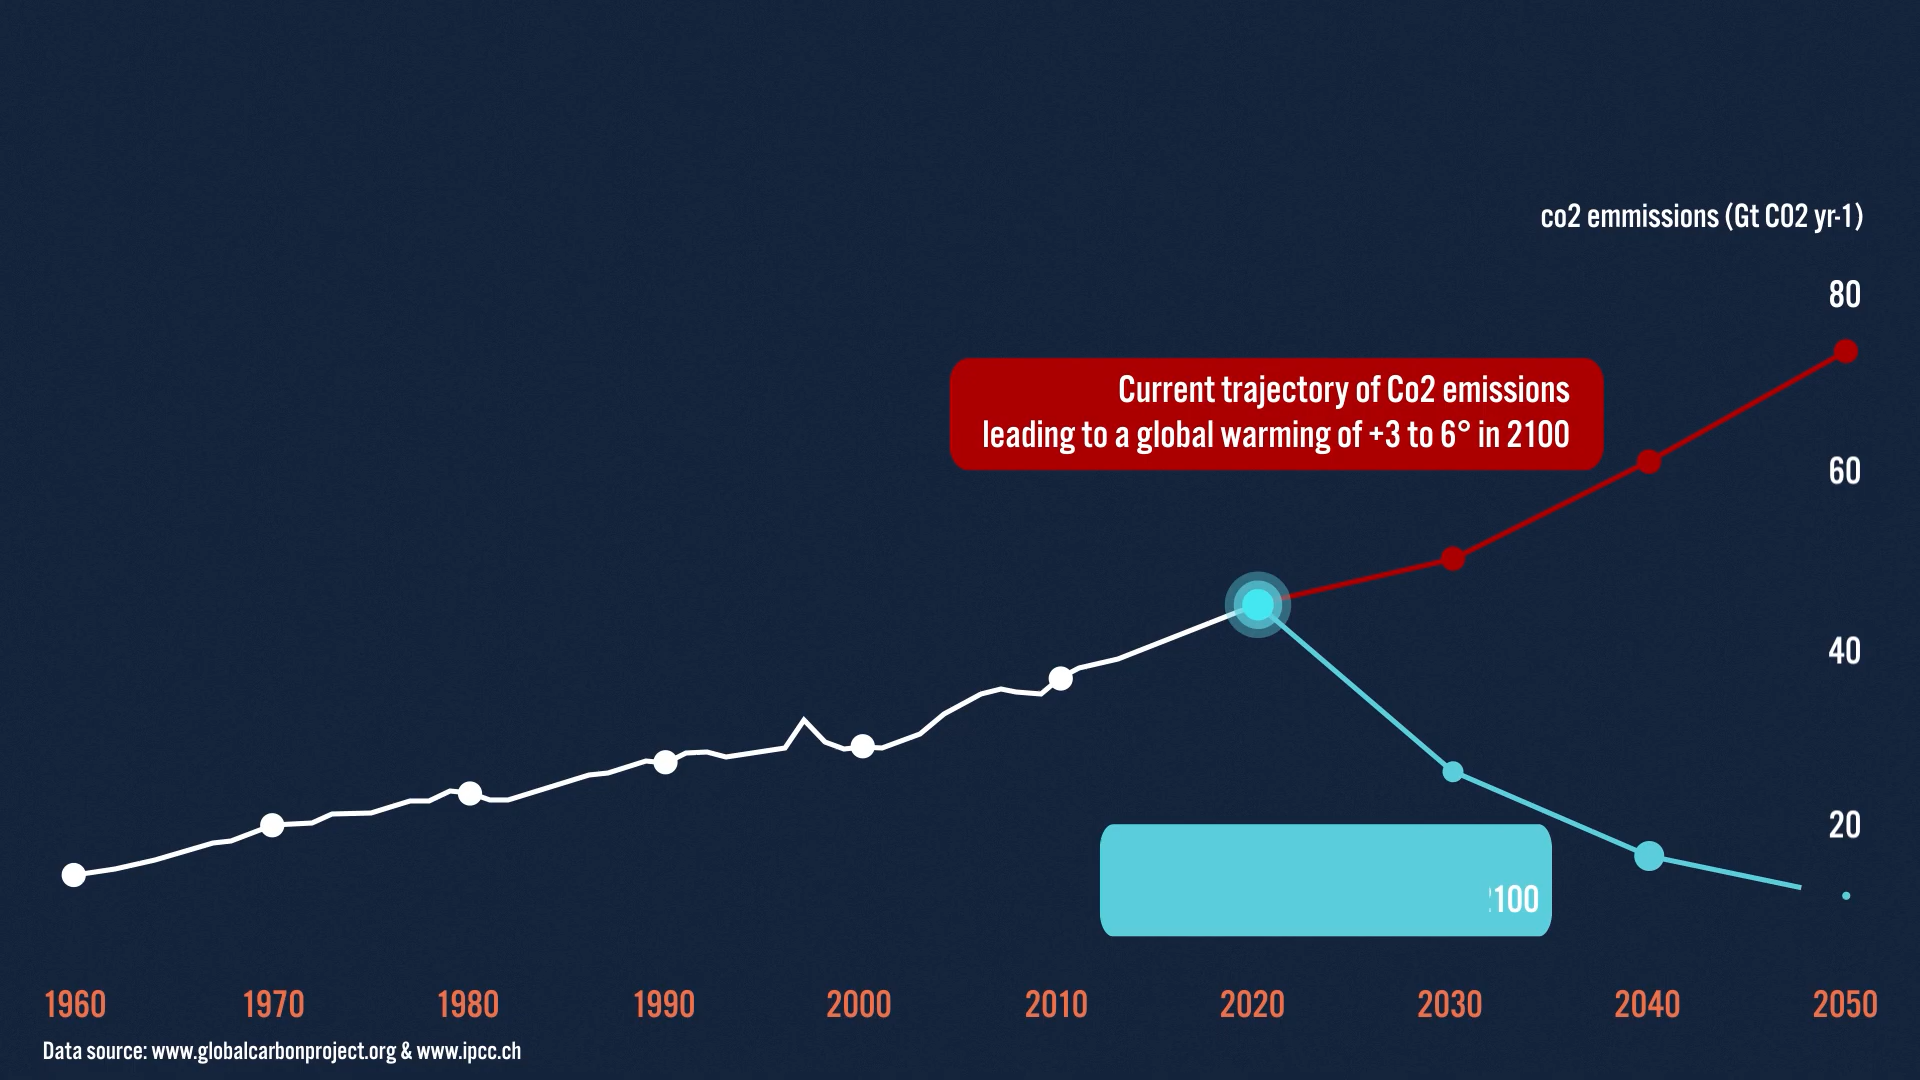 co2 emmissions (Gt CO2 yr-1)
80
Current trajectory of Co2 emissions
leading to a global warming of +3 to 6° in 2100
60
40
20
100
1960 1970 1980 1990 2000 2010 2020 2030 2040 2050
Data source: www.globalcarbonproject.org & www.ipcc.ch